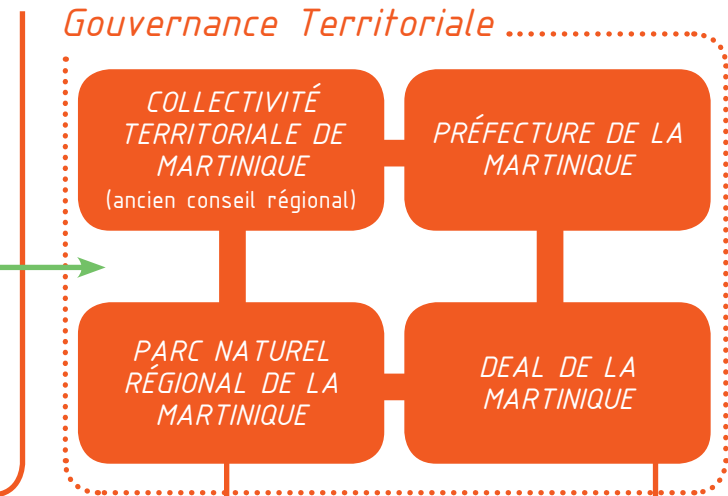 Gouvernance Territoriale
COLLECTIVITÉ
TERRITORIALE DE
MARTINIQUE
(ancien conseil régional)
PRÉFECTURE DE LA
MARTINIQUE
PARC NATUREL
RÉGIONAL DE LA
MARTINIQUE
DEAL DE LA
MARTINIQUE